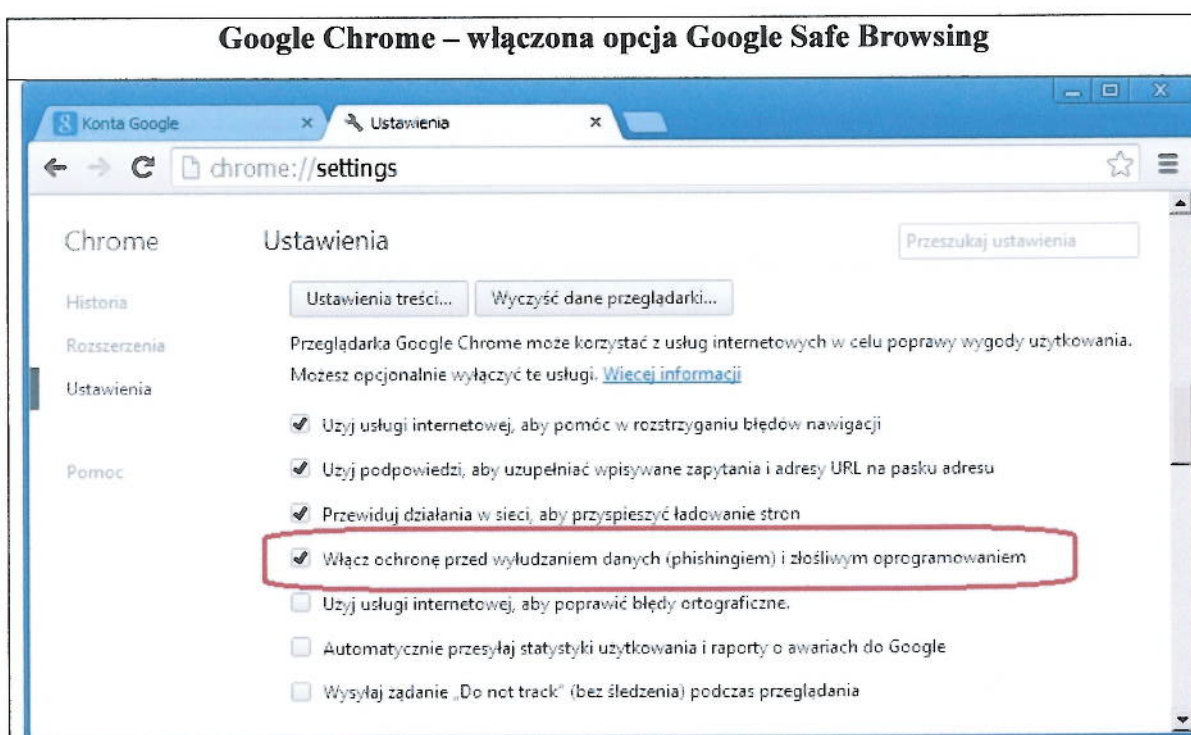 Google Chrome – włączona opcja Google Safe Browsing
Konta Google
Ustawienia
chrome://settings
Chrome
Ustawienia
Przeszukaj ustawienia
Historia
Ustawienia treści...
Wyczyść dane przeglądarki...
Rozszerzenia
Przeglądarka Google Chrome może korzystać z usług internetowych w celu poprawy wygody użytkowania.
Ustawienia
Możesz opcjonalnie wyłączyć te usługi. Więcej informacji
Użyj usługi internetowej, aby pomóc w rozstrzyganiu błędów nawigacji
Pomoc
Użyj podpowiedzi, aby uzupełniać wpisywane zapytania i adresy URL na pasku adresu
Przewiduj działania w sieci, aby przyspieszyć ładowanie stron
Włącz ochronę przed wyłudzaniem danych (phishingiem) i złośliwym oprogramowaniem
Użyj usługi internetowej, aby poprawić błędy ortograficzne.
Automatycznie przesyłaj statystyki użytkowania i raporty o awariach do Google
Wysyłaj żądanie „Do not track” (bez śledzenia) podczas przeglądania